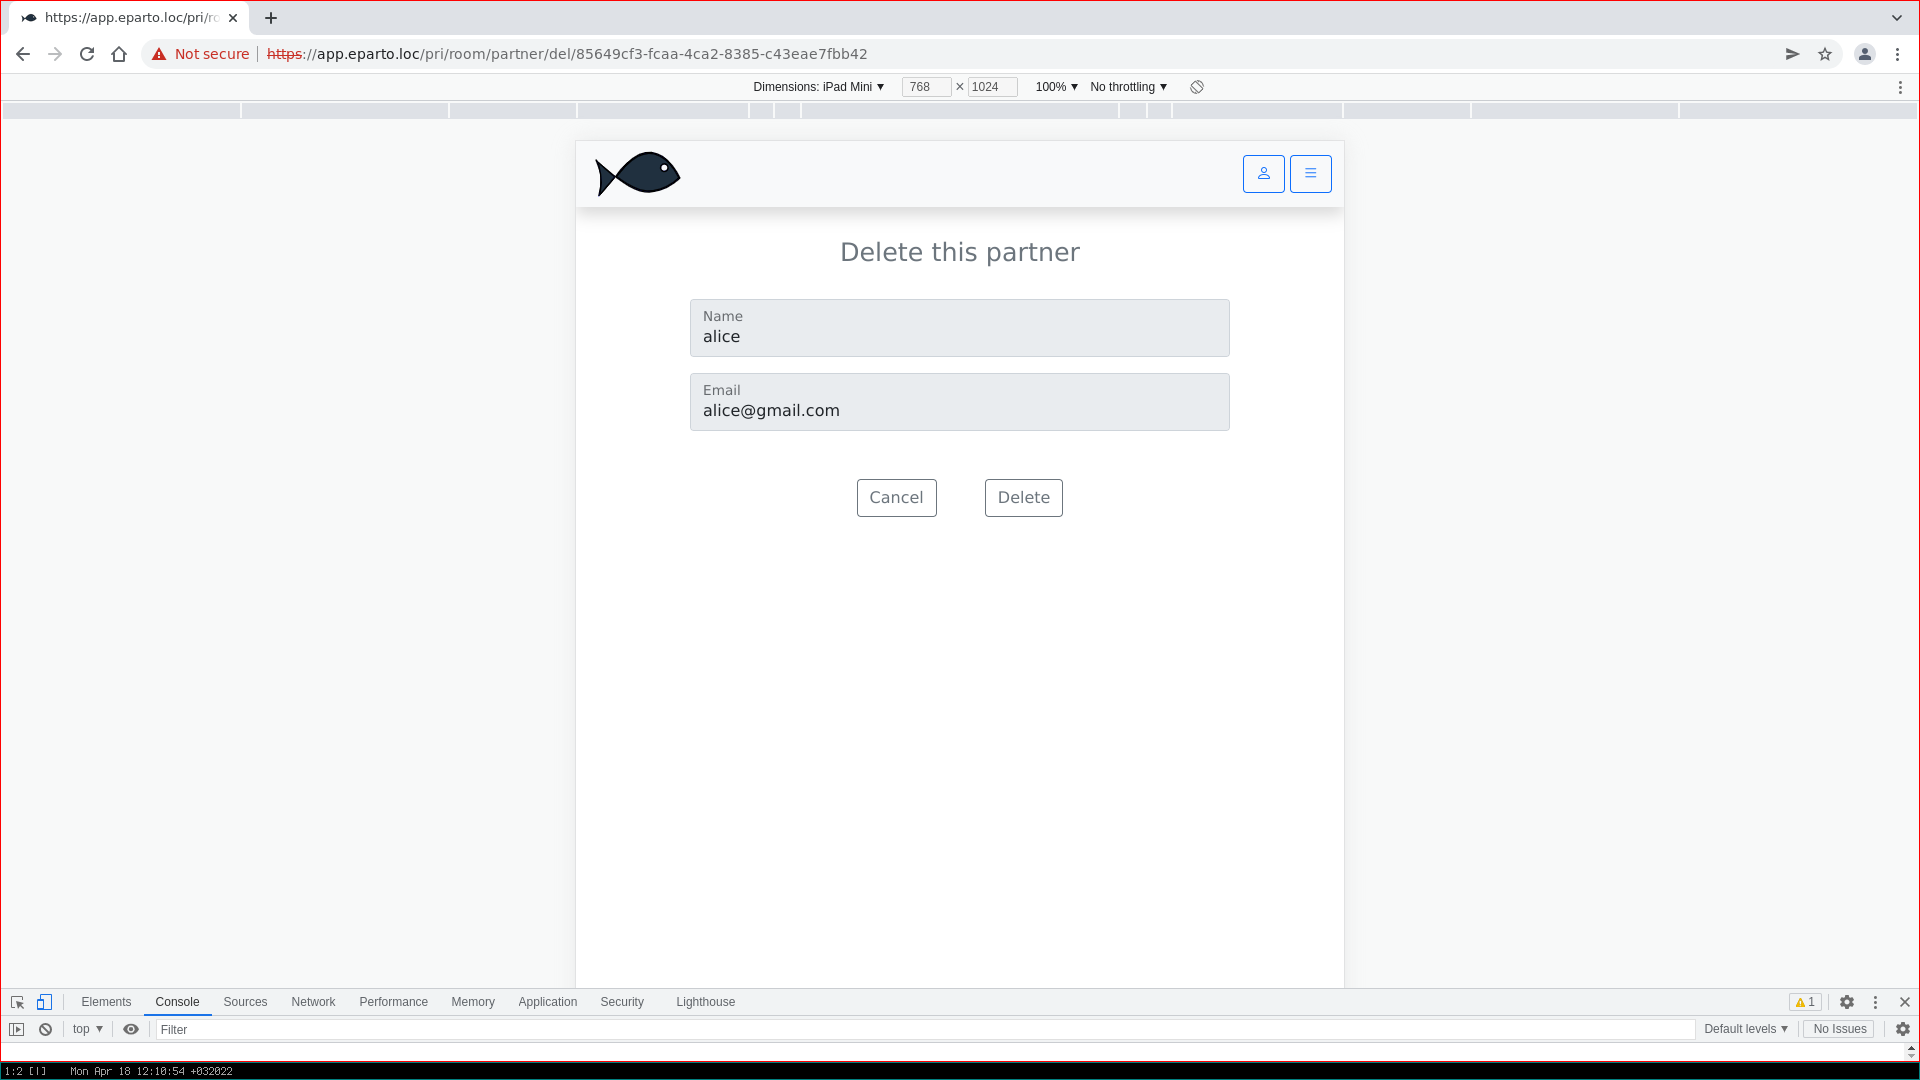 https://app.eparto.loc/pri/ro
Not secure https://app.eparto.loc/pri/room/partner/del/85649cf3-fcaa-4ca2-8385-c43eae7fbb42
Dimensions: iPad Mini ▼ 768 × 1024 100% ▼ No throttling ▼
Delete this partner
Name
alice
Email
alice@gmail.com
Cancel Delete
Elements Console Sources Network Performance Memory Application Security Lighthouse 1
top ▼ Filter Default levels ▼ No Issues
1:2 [|] Mon Apr 18 12:10:54 +032022